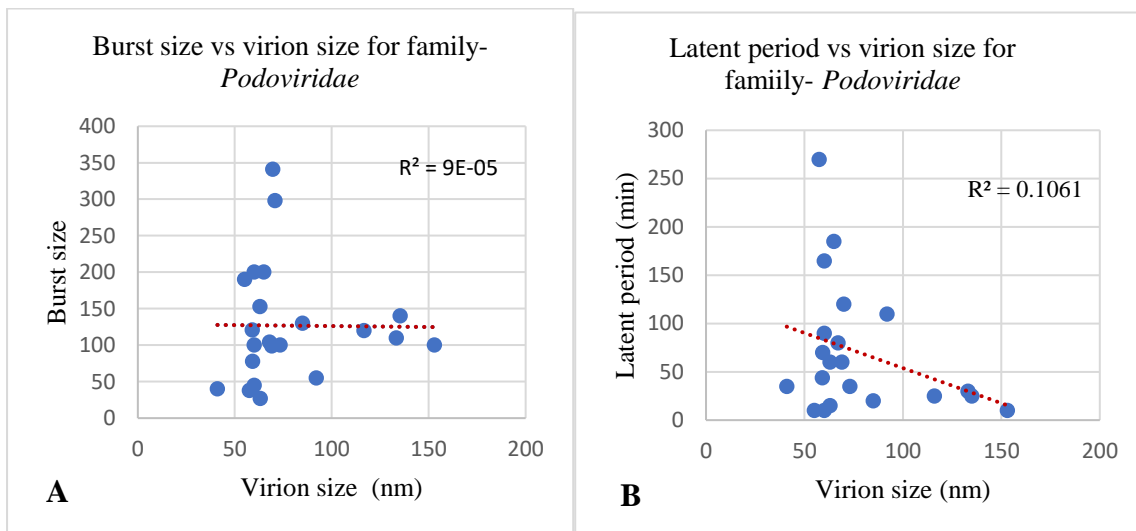 Burst size vs virion size for family-
Podoviridae
400
350
300
250
200
150
100
50
0
R² = 9E-05
Burst size
0 50 100 150 200
Virion size (nm)
A
Latent period vs virion size for
famiily- Podoviridae
300
250
200
150
100
50
0
R² = 0.1061
Latent period (min)
0 50 100 150 200
Virion size (nm)
B